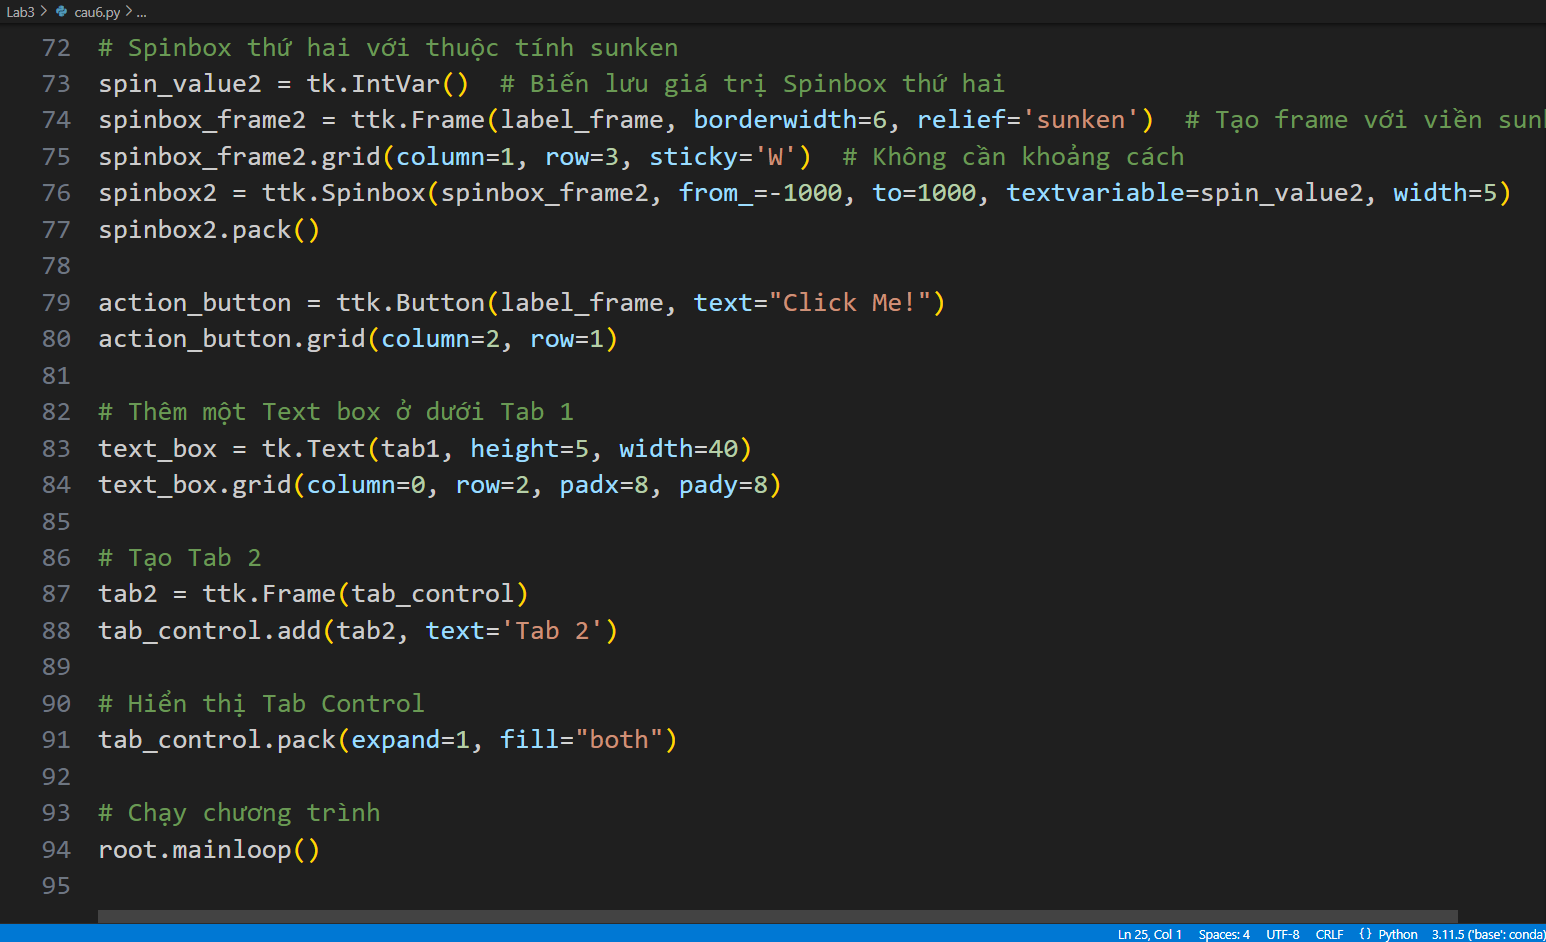 Lab3 > cau6.py > ...
72 # Spinbox thứ hai với thuộc tính sunken
73 spin_value2 = tk.IntVar()  # Biến lưu giá trị Spinbox thứ hai
74 spinbox_frame2 = ttk.Frame(label_frame, borderwidth=6, relief='sunken')  # Tạo frame với viền
75 spinbox_frame2.grid(column=1, row=3, sticky='W')  # Không cần khoảng cách
76 spinbox2 = ttk.Spinbox(spinbox_frame2, from_=-1000, to=1000, textvariable=spin_value2, width=5)
77 spinbox2.pack()
78
79 action_button = ttk.Button(label_frame, text="Click Me!")
80 action_button.grid(column=2, row=1)
81
82 # Thêm một Text box ở dưới Tab 1
83 text_box = tk.Text(tab1, height=5, width=40)
84 text_box.grid(column=0, row=2, padx=8, pady=8)
85
86 # Tạo Tab 2
87 tab2 = ttk.Frame(tab_control)
88 tab_control.add(tab2, text='Tab 2')
89
90 # Hiển thị Tab Control
91 tab_control.pack(expand=1, fill="both")
92
93 # Chạy chương trình
94 root.mainloop()
95
Ln 25, Col 1 Spaces: 4 UTF-8 CRLF {} Python 3.11.5 ('base': conda)